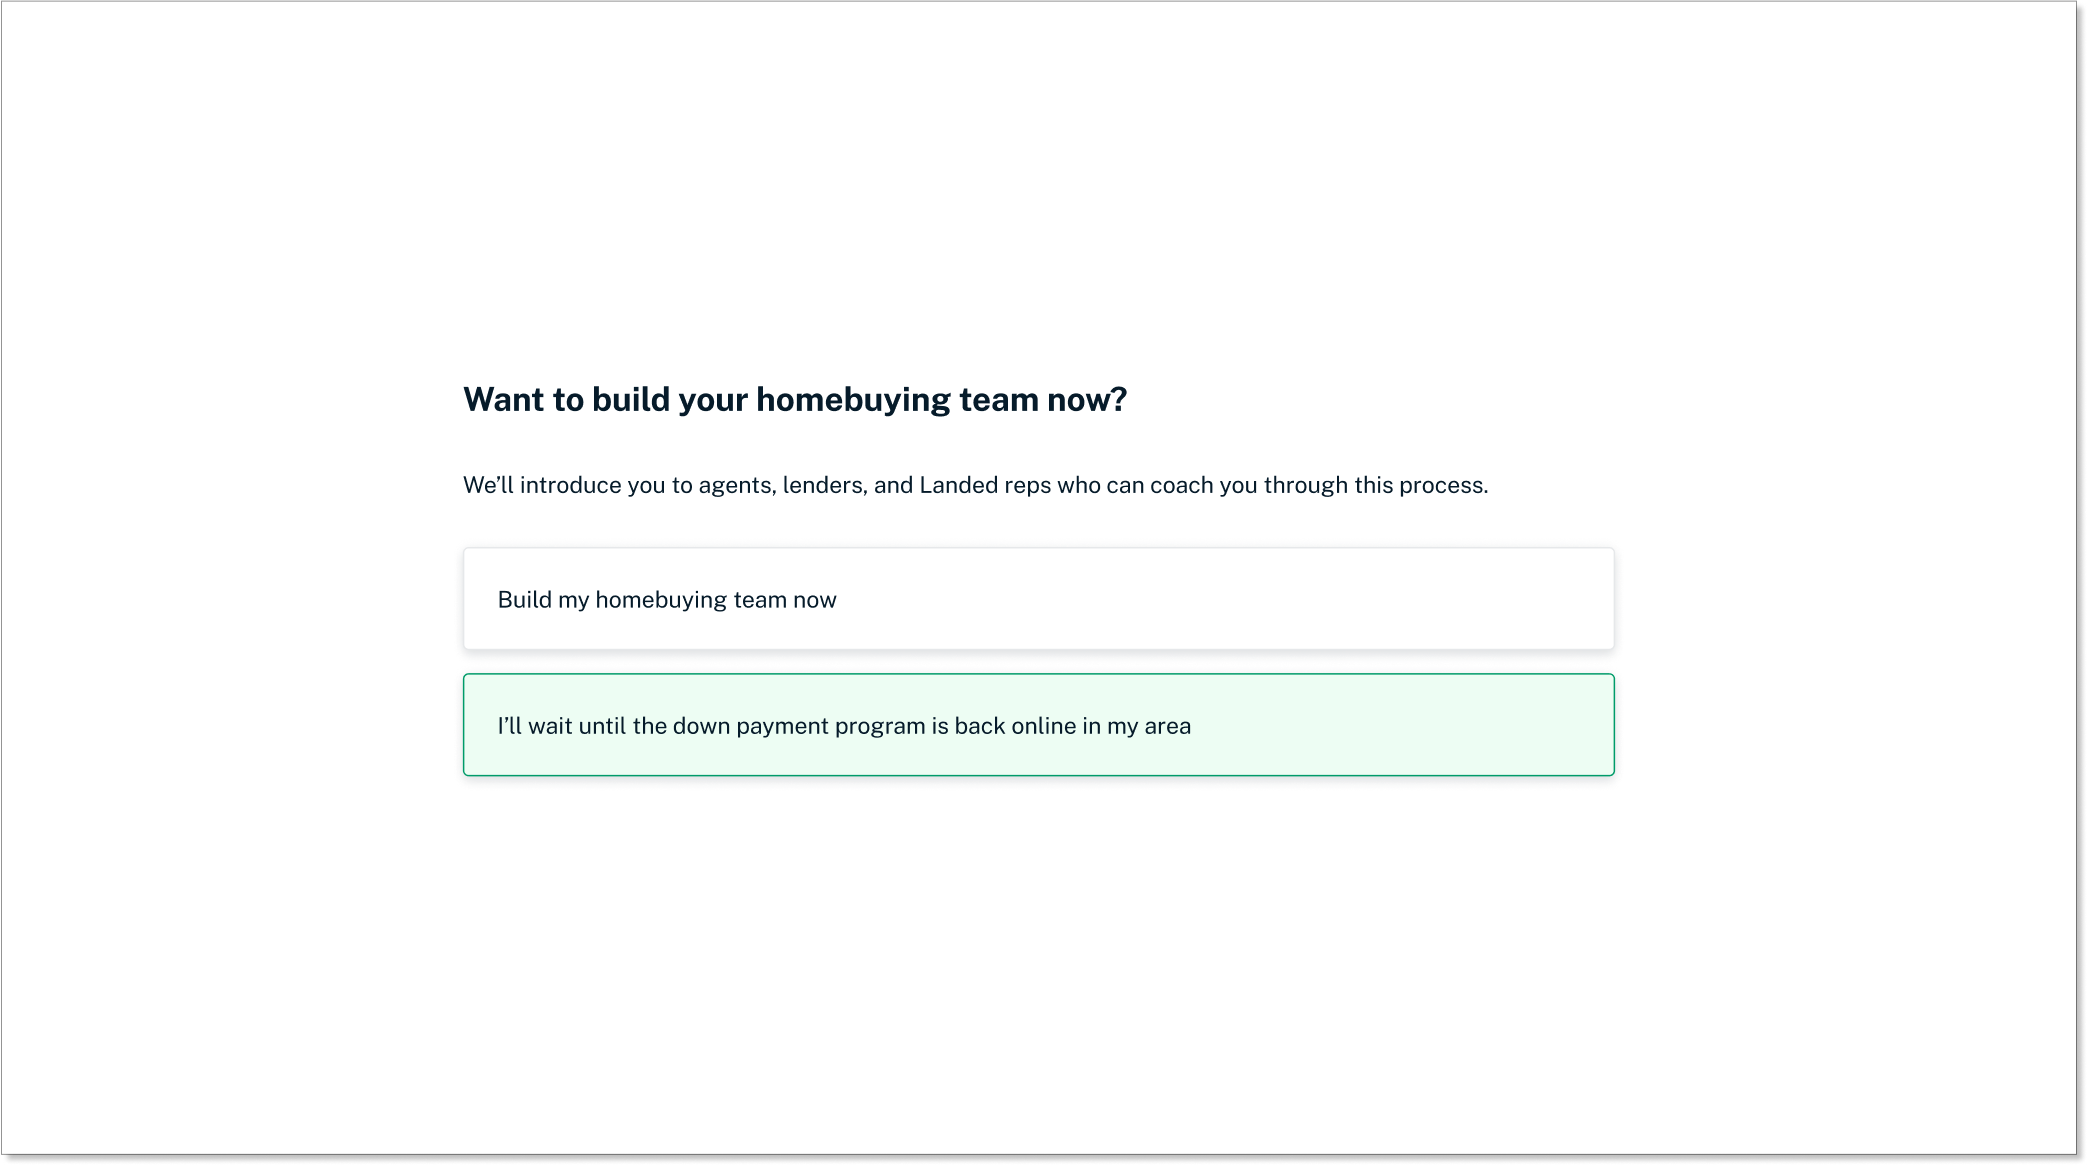 Want to build your homebuying team now?
We’ll introduce you to agents, lenders, and Landed reps who can coach you through this process.
Build my homebuying team now
I’ll wait until the down payment program is back online in my area